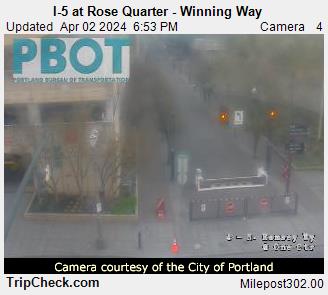 I-5 at Rose Quarter - Winning Way
Updated Apr 02 2024 6:53 PM Camera 4
PBOT
PORTLAND BUREAU OF TRANSPORTATION
Camera courtesy of the City of Portland
TripCheck.com Milepost302.00